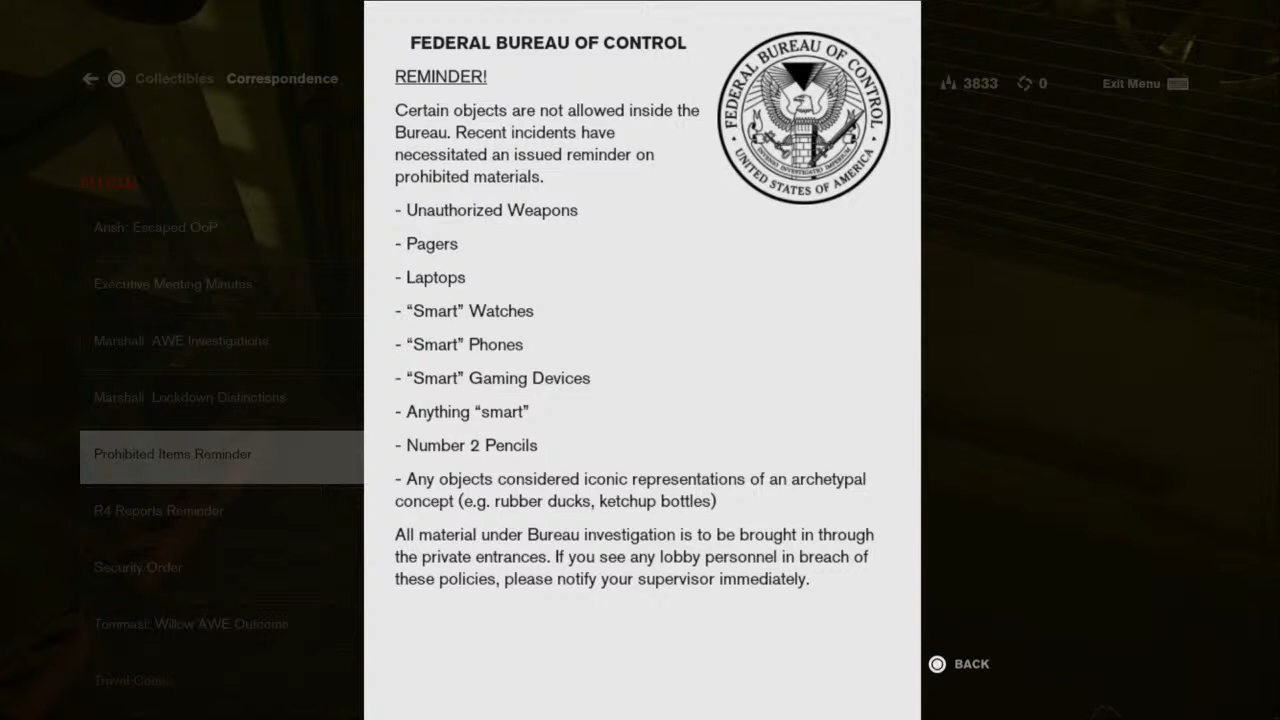 FEDERAL BUREAU OF CONTROL
REMINDER!
Certain objects are not allowed inside the
Bureau. Recent incidents have
necessitated an issued reminder on
prohibited materials.
- Unauthorized Weapons
- Pagers
- Laptops
- “Smart” Watches
- “Smart” Phones
- “Smart” Gaming Devices
- Anything “smart”
- Number 2 Pencils
- Any objects considered iconic representations of an archetypal
concept (e.g. rubber ducks, ketchup bottles)
All material under Bureau investigation is to be brought in through
the private entrances. If you see any lobby personnel in breach of
these policies, please notify your supervisor immediately.
FEDERAL BUREAU OF CONTROL
UNITED STATES OF AMERICA
Collectibles Correspondence
3833 0 Exit Menu
Arish: Escaped OoP
Executive Meeting Minutes
Marshall: AWE Investigations
Marshall: Lockdown Distinctions
Prohibited Items Reminder
R4 Reports Reminder
Security Order
Tommasi: Willow AWE Outcome
Travel
BACK